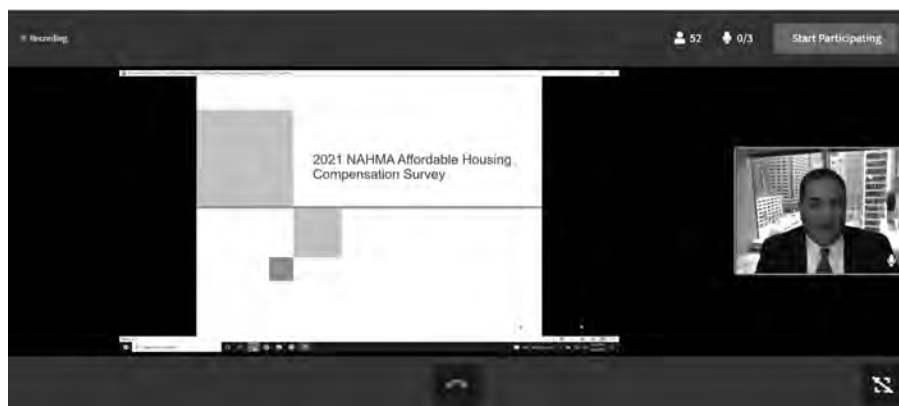 Recording
52
0/3
Start Participating
2021 NAHMA Affordable Housing
Compensation Survey